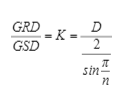 GRD/GSD = K = D/(2/(sin π/n))